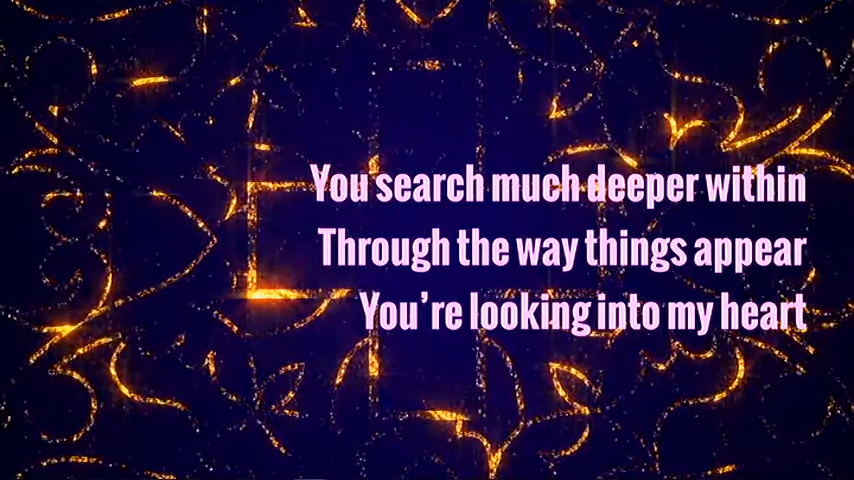 You search much deeper within
Through the way things appear
You’re looking into my heart